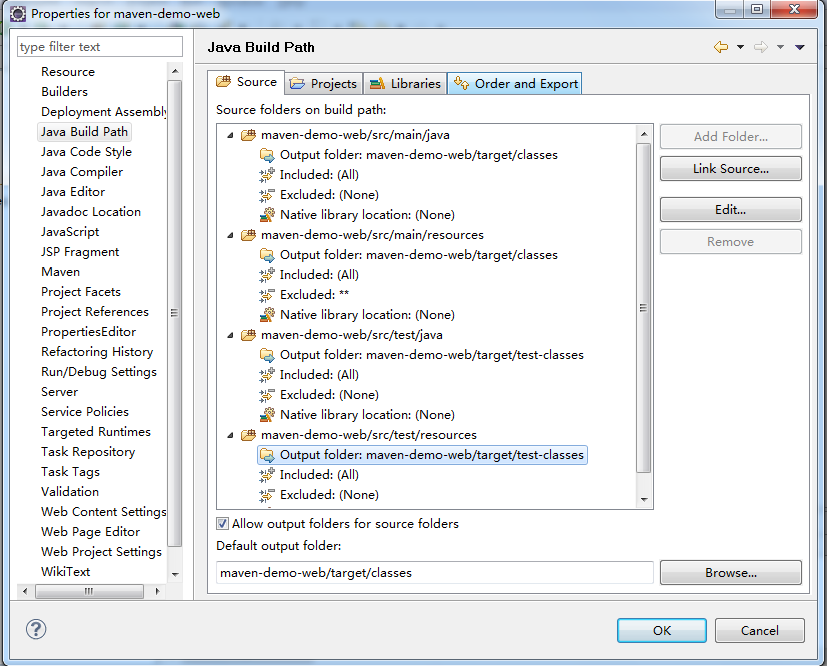 Properties for maven-demo-web
type filter text
Resource
Builders
Deployment Assembly
Java Build Path
Java Code Style
Java Compiler
Java Editor
Javadoc Location
JavaScript
JSP Fragment
Maven
Project Facets
Project References
PropertiesEditor
Refactoring History
Run/Debug Settings
Server
Service Policies
Targeted Runtimes
Task Repository
Task Tags
Validation
Web Content Settings
Web Page Editor
Web Project Settings
WikiText
Java Build Path
Source Projects Libraries Order and Export
Source folders on build path:
maven-demo-web/src/main/java
Output folder: maven-demo-web/target/classes
Included: (All)
Excluded: (None)
Native library location: (None)
maven-demo-web/src/main/resources
Output folder: maven-demo-web/target/classes
Included: (All)
Excluded: **
Native library location: (None)
maven-demo-web/src/test/java
Output folder: maven-demo-web/target/test-classes
Included: (All)
Excluded: (None)
Native library location: (None)
maven-demo-web/src/test/resources
Output folder: maven-demo-web/target/test-classes
Included: (All)
Excluded: (None)
Add Folder...
Link Source...
Edit...
Remove
Allow output folders for source folders
Default output folder:
maven-demo-web/target/classes
Browse...
?
OK
Cancel